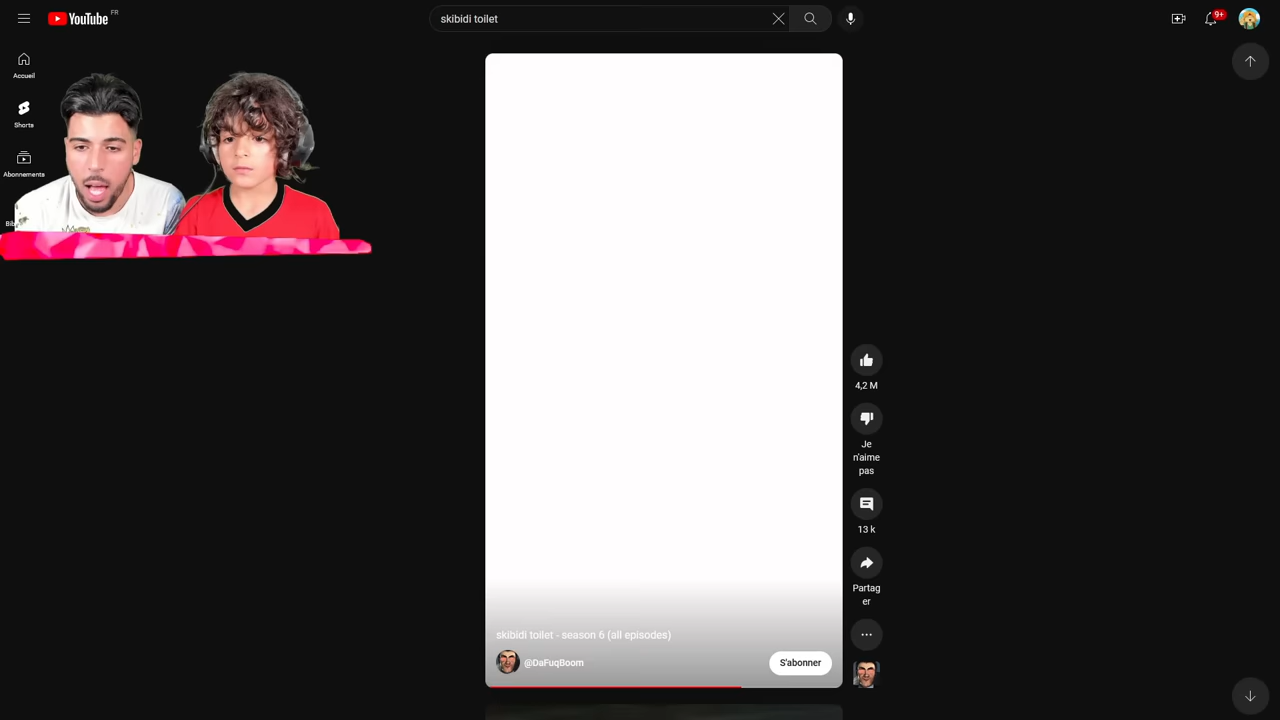 YouTube FR
skibidi toilet
9+
Accueil
Shorts
Abonnements
4,2 M
Je
n'aime
pas
13 k
Partag
er
skibidi toilet - season 6 (all episodes)
@DaFuqBoom
S'abonner